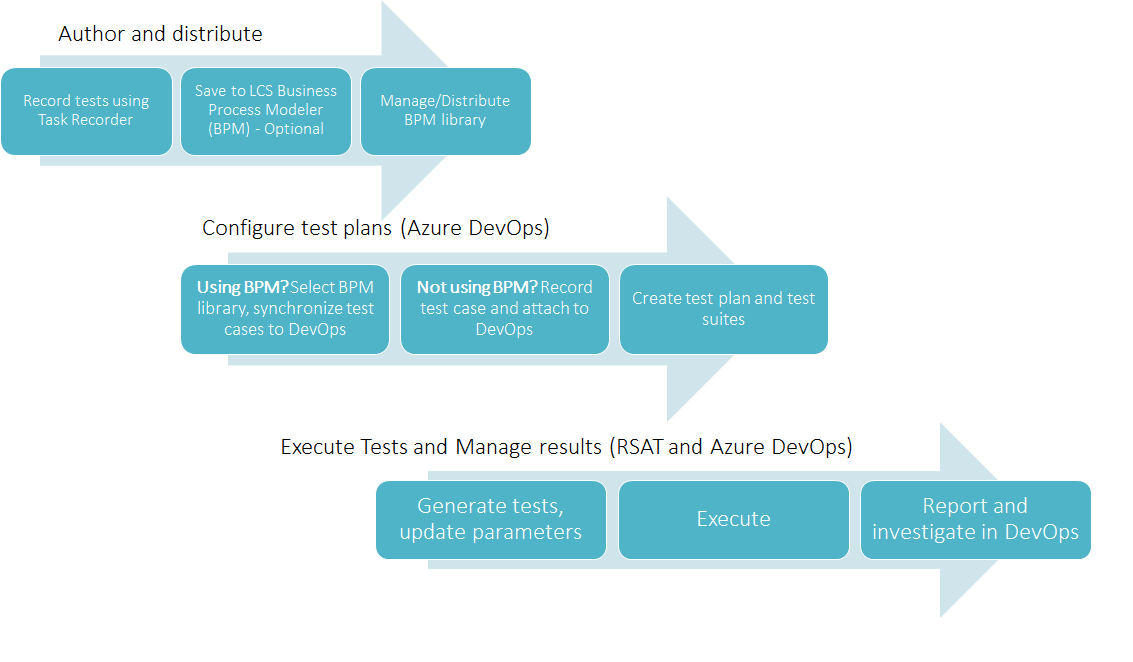 Author and distribute
Record tests using
Task Recorder
Save to LCS Business
Process Modeler
(BPM) - Optional
Manage/Distribute
BPM library
Configure test plans (Azure DevOps)
Using BPM? Select BPM
library, synchronize test
cases to DevOps
Not using BPM? Record
test case and attach to
DevOps
Create test plan and test
suites
Execute Tests and Manage results (RSAT and Azure DevOps)
Generate tests,
update parameters
Execute
Report and
investigate in DevOps